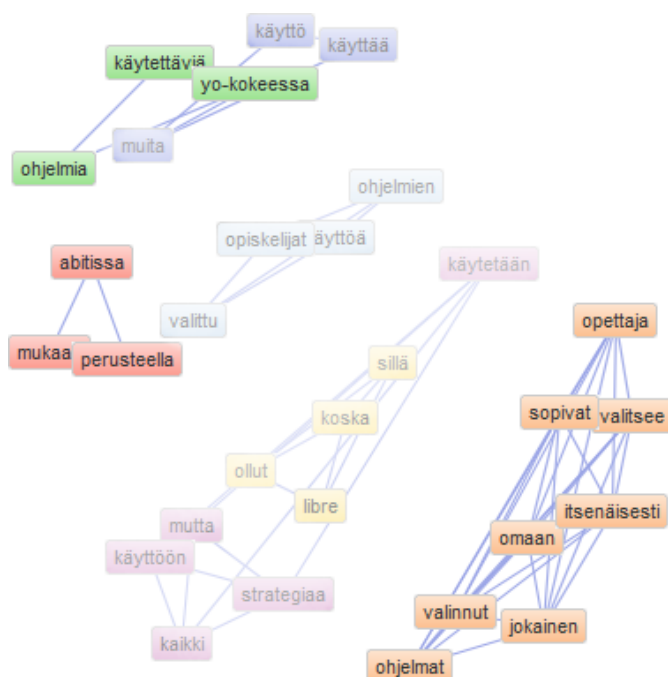 käyttö
käyttää
käytettäviä
yo-kokeessa
muita
ohjelmia
ohjelmien
opiskelijat
valittu
abitissa
perusteella
käytetään
opettaja
sillä
koska
sopivat
valitsee
ollut
libre
itsenäisesti
mutta
omaan
käyttöön
strategiaa
valinnut
jokainen
kaikki
ohjelmat